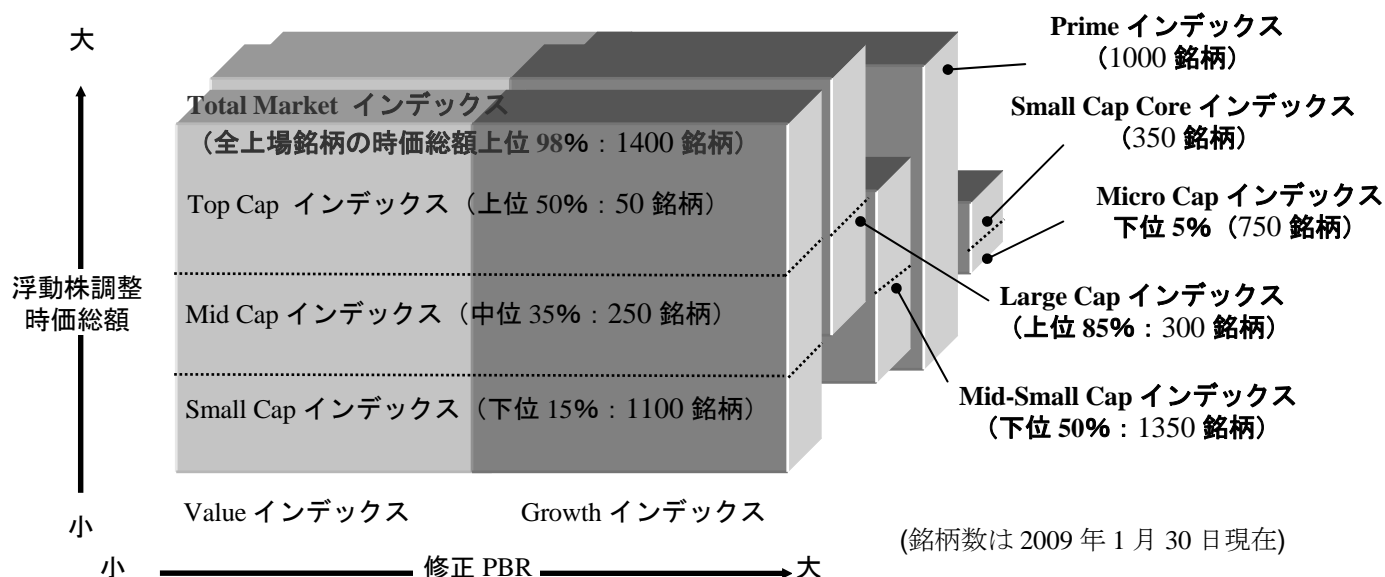 大
浮動株調整
時価総額
小
Total Market インデックス
(全上場銘柄の時価総額上位 98%:1400 銘柄)
Top Cap インデックス(上位 50%:50 銘柄)
Mid Cap インデックス(中位 35%:250 銘柄)
Small Cap インデックス(下位 15%:1100 銘柄)
Value インデックス
Growth インデックス
小
修正 PBR
大
Prime インデックス
(1000 銘柄)
Small Cap Core インデックス
(350 銘柄)
Micro Cap インデックス
下位 5%(750 銘柄)
Large Cap インデックス
(上位 85%:300 銘柄)
Mid-Small Cap インデックス
(下位 50%:1350 銘柄)
(銘柄数は 2009 年 1 月 30 日現在)